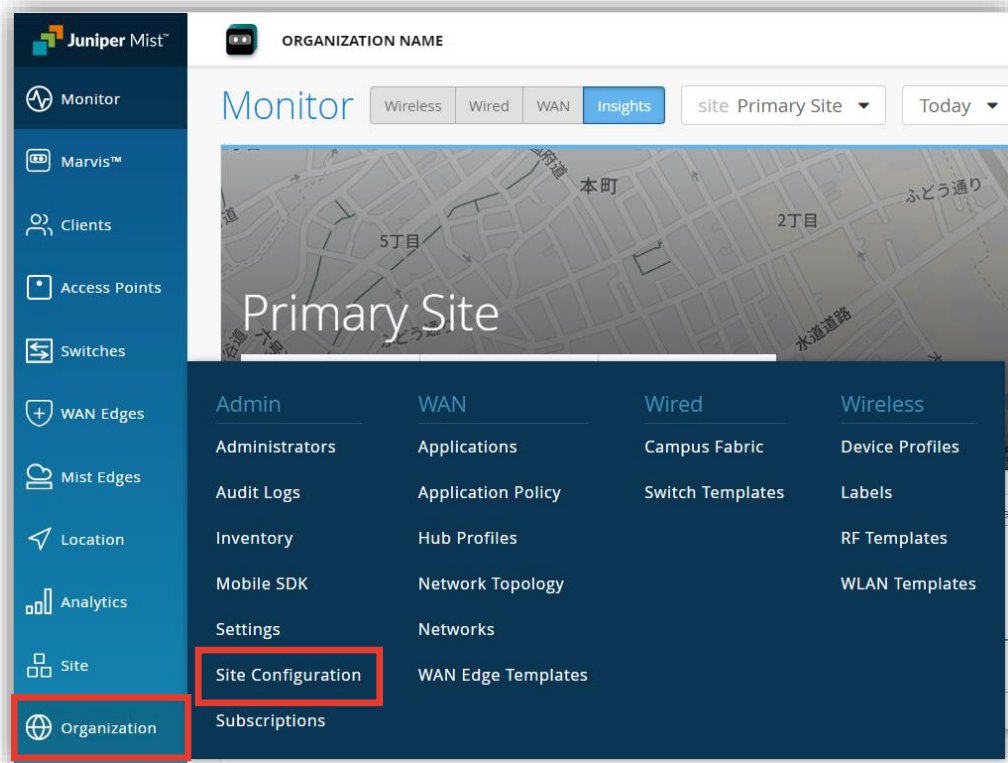 Juniper Mist™
ORGANIZATION NAME
Monitor
Marvis™
Clients
Access Points
Switches
WAN Edges
Mist Edges
Location
Analytics
Site
Organization
Monitor
Wireless
Wired
WAN
Insights
site Primary Site
Today
本町
ふどう通り
2丁目
5丁目
水道道路
Primary Site
Admin
Administrators
Audit Logs
Inventory
Mobile SDK
Settings
Site Configuration
Subscriptions
WAN
Applications
Application Policy
Hub Profiles
Network Topology
Networks
WAN Edge Templates
Wired
Campus Fabric
Switch Templates
Wireless
Device Profiles
Labels
RF Templates
WLAN Templates